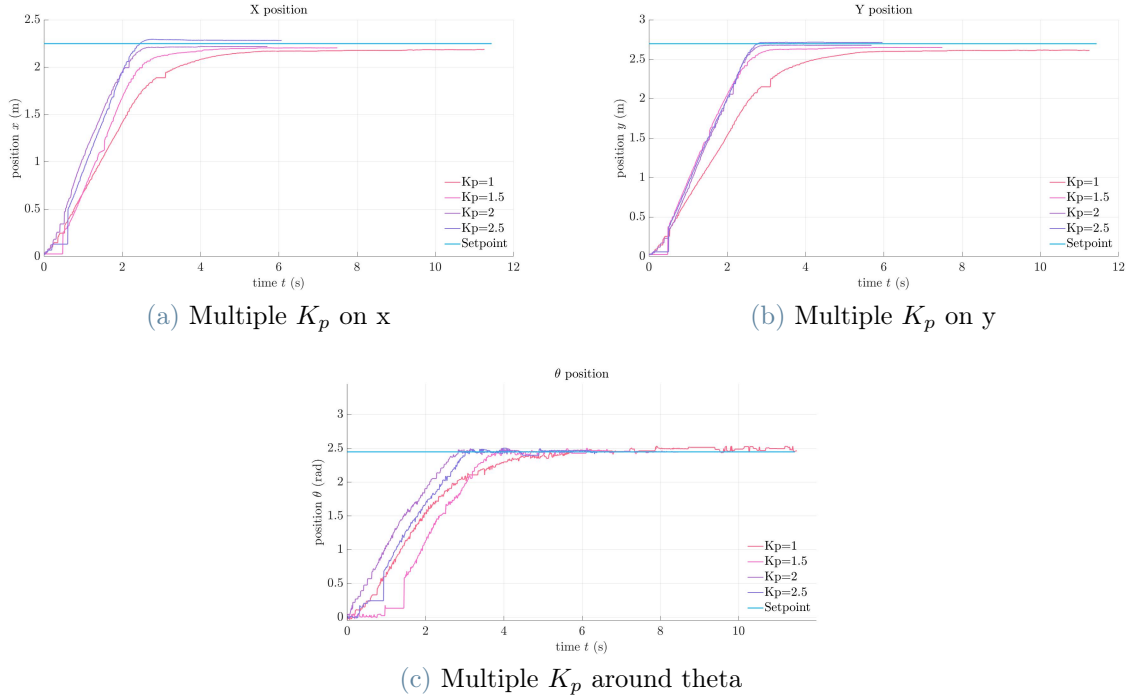 X position
2.5
2
1.5
1
0.5
0
position x (m)
0 2 4 6 8 10 12
time t (s)
Kp=1
Kp=1.5
Kp=2
Kp=2.5
Setpoint
(a) Multiple K_p on x
Y position
3
2.5
2
1.5
1
0.5
0
position y (m)
0 2 4 6 8 10 12
time t (s)
Kp=1
Kp=1.5
Kp=2
Kp=2.5
Setpoint
(b) Multiple K_p on y
θ position
3
2.5
2
1.5
1
0.5
0
position θ (rad)
0 2 4 6 8 10
time t (s)
Kp=1
Kp=1.5
Kp=2
Kp=2.5
Setpoint
(c) Multiple K_p around theta